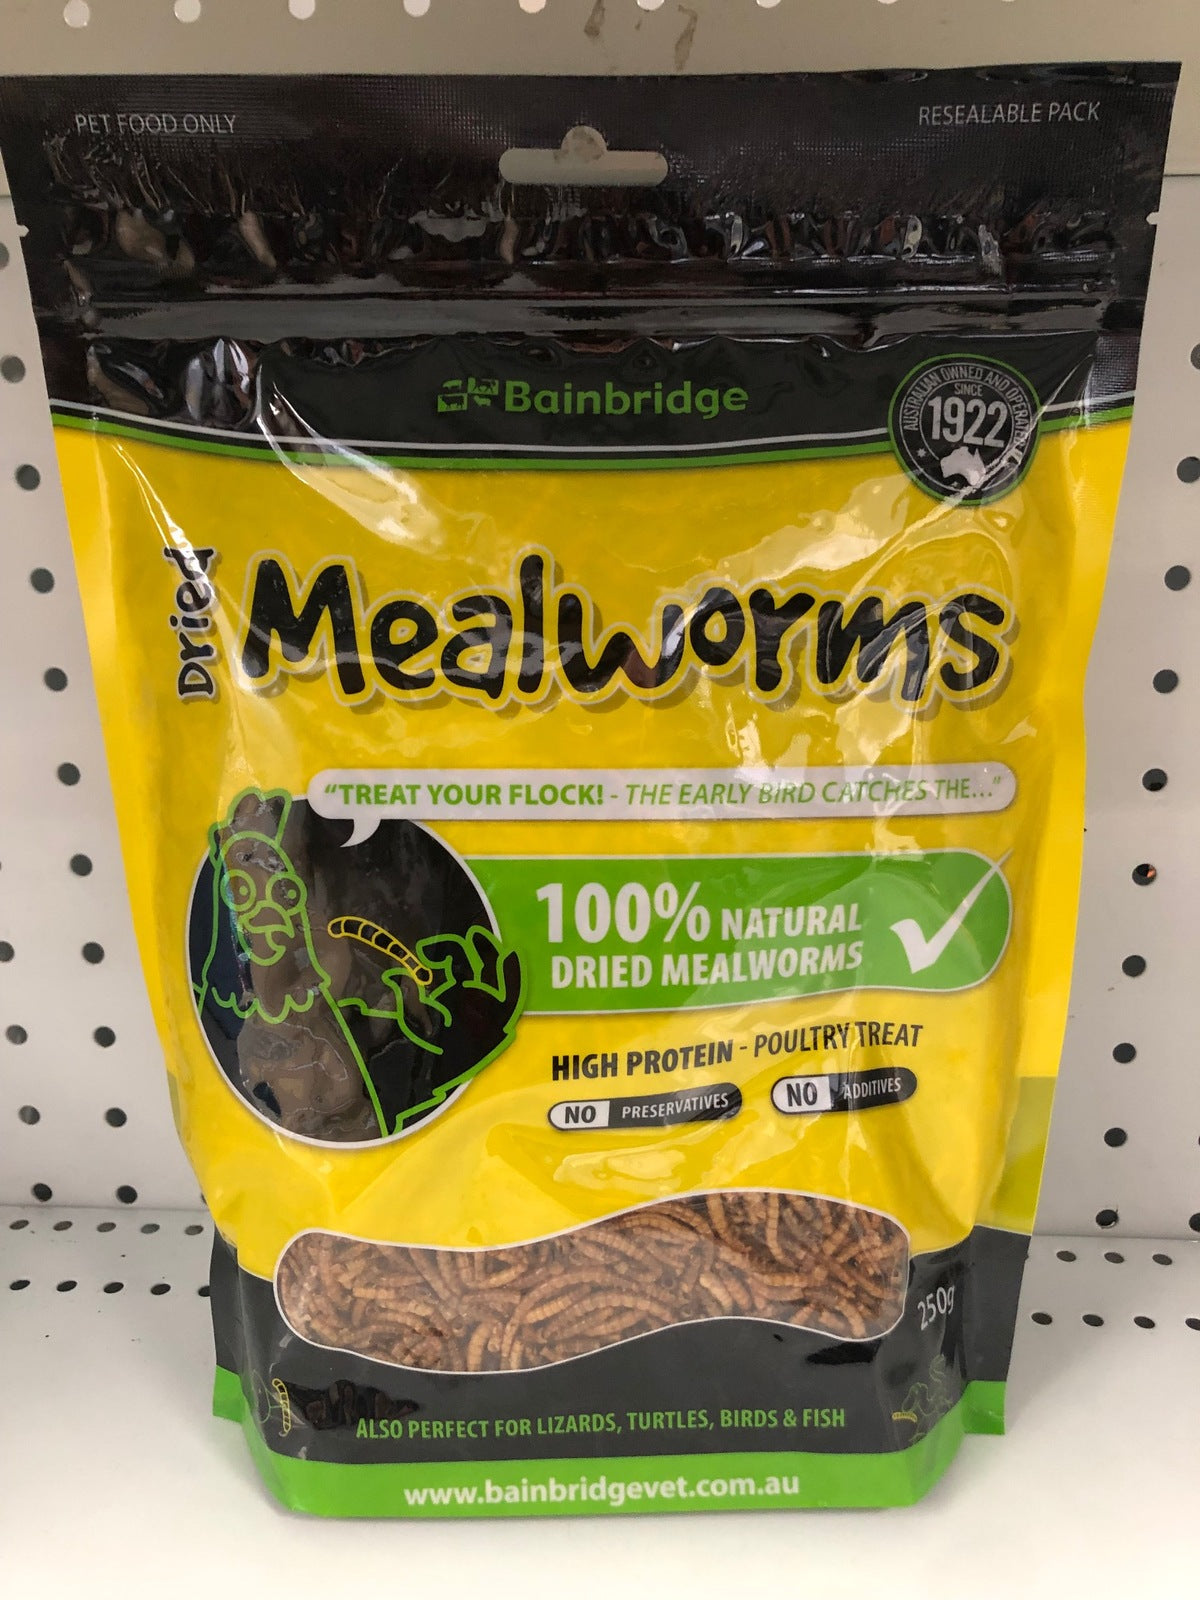 PET FOOD ONLY
RESEALABLE PACK
Bainbridge
AUSTRALIAN OWNED AND OPERATED
SINCE
1922
Dried
Mealworms
"TREAT YOUR FLOCK! - THE EARLY BIRD CATCHES THE..."
100% NATURAL
DRIED MEALWORMS
HIGH PROTEIN - POULTRY TREAT
NO PRESERVATIVES
NO ADDITIVES
250g
ALSO PERFECT FOR LIZARDS, TURTLES, BIRDS & FISH
www.bainbridgevet.com.au